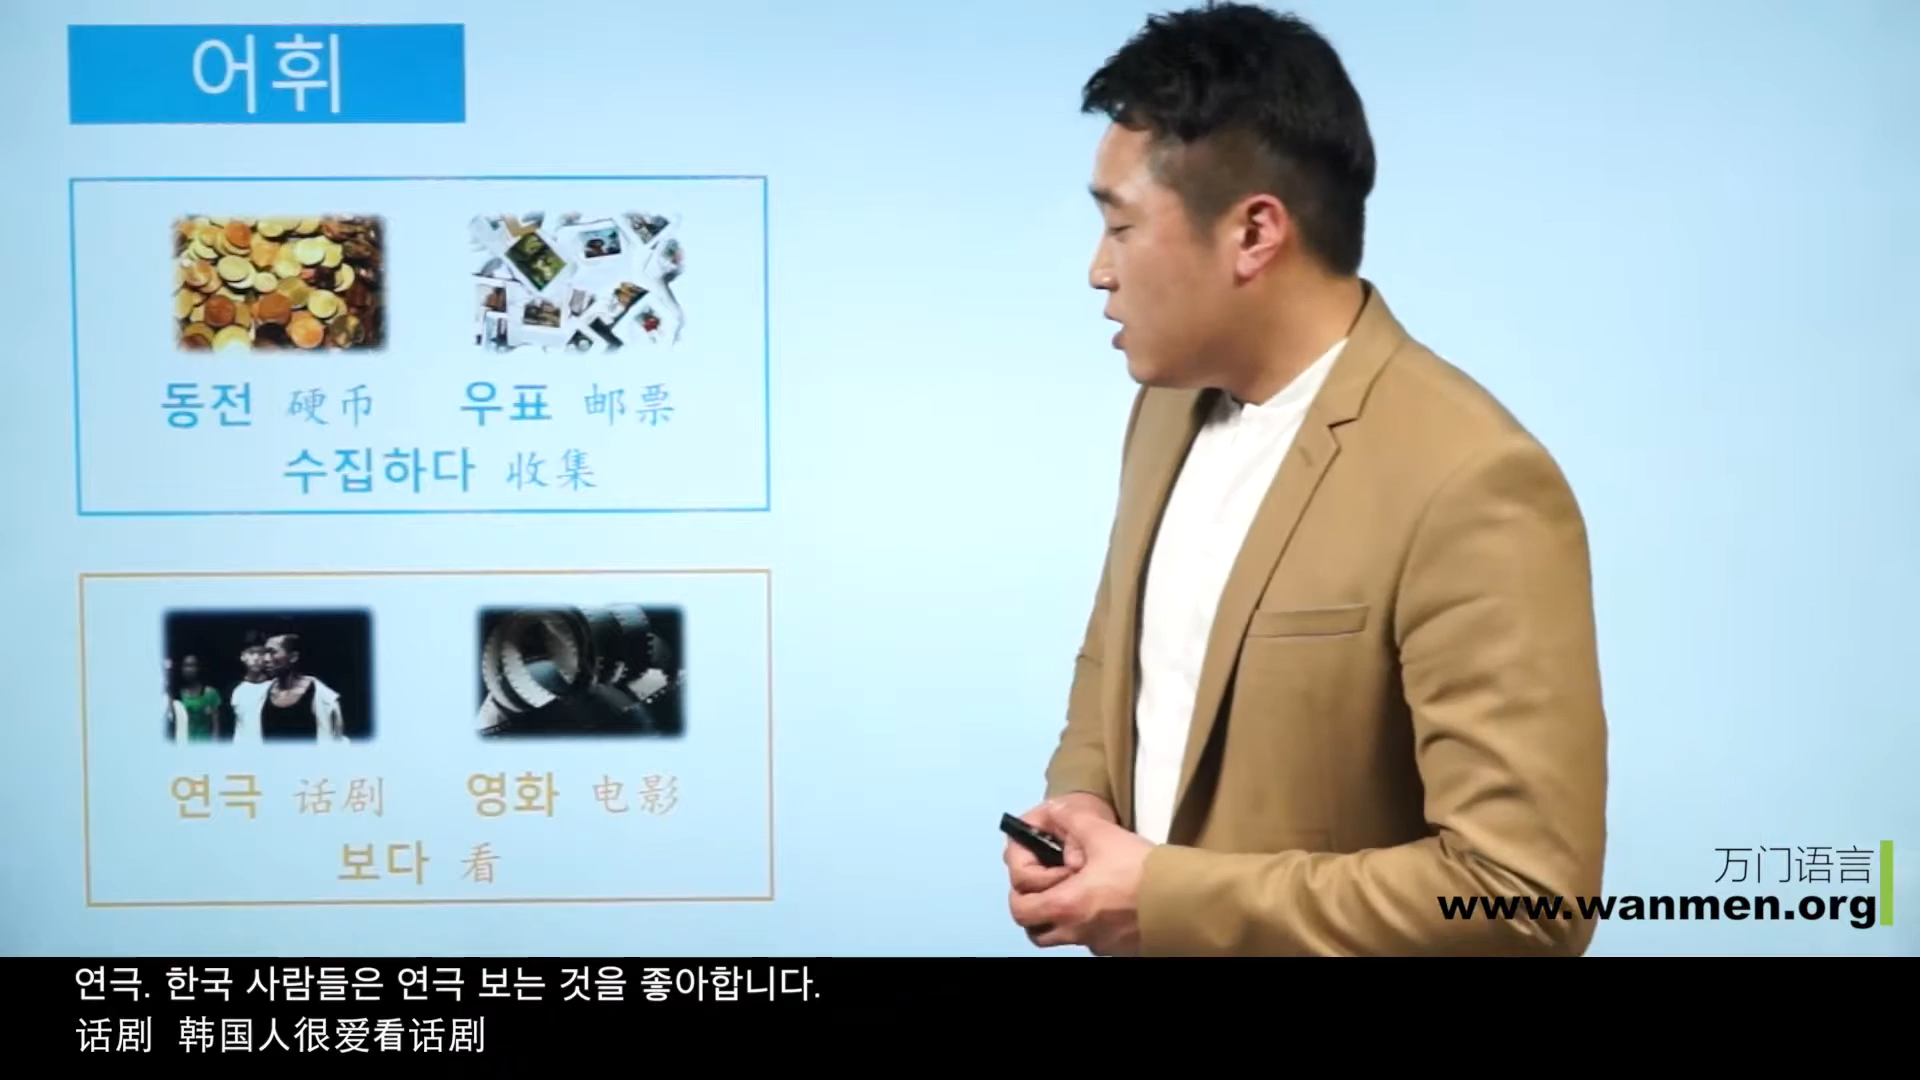 어휘
동전 硬币 우표 邮票
수집하다 收集
연극 话剧 영화 电影
보다 看
万门语言
www.wanmen.org
연극. 한국 사람들은 연극 보는 것을 좋아합니다.
话剧 韩国人很爱看话剧